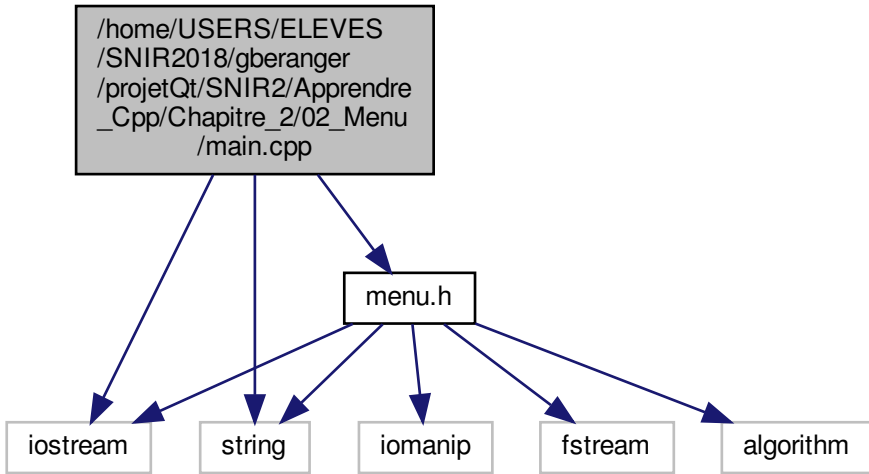 /home/USERS/ELEVES
/SNIR2018/gberanger
/projetQt/SNIR2/Apprendre
_Cpp/Chapitre_2/02_Menu
/main.cpp
menu.h
iostream
string
iomanip
fstream
algorithm